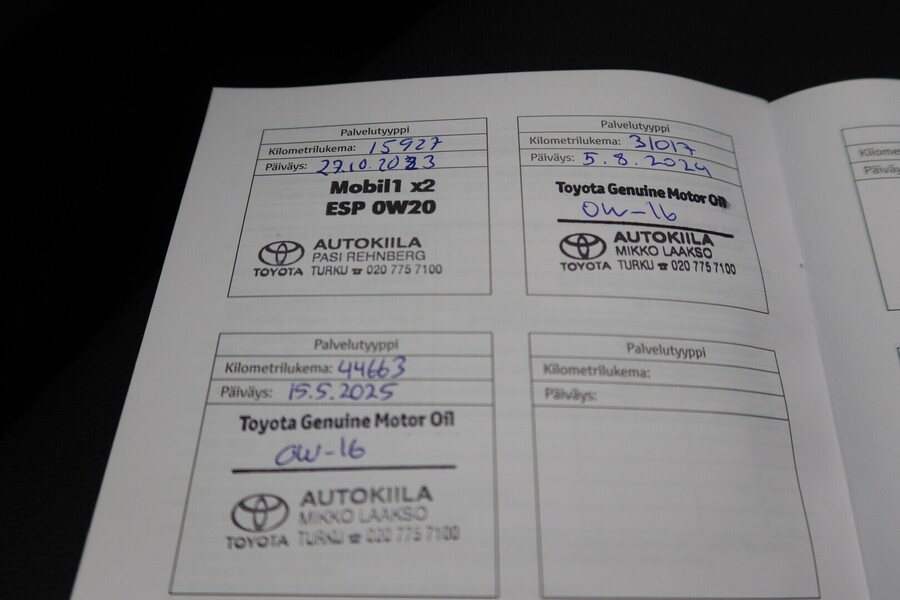 Palvelutyyppi
Kilometrilukema: 15927
Päiväys: 27.10.2023
Mobil1 x2
ESP 0W20
AUTOKIILA
PASI REHNBERG
TOYOTA TURKU ☎ 020 775 7100
Palvelutyyppi
Kilometrilukema: 31017
Päiväys: 5.8.2024
Toyota Genuine Motor Oil
0W-16
AUTOKIILA
MIKKO LAAKSO
TOYOTA TURKU ☎ 020 775 7100
Palvelutyyppi
Kilometrilukema: 44663
Päiväys: 15.5.2025
Toyota Genuine Motor Oil
0W-16
AUTOKIILA
MIKKO LAAKSO
TOYOTA TURKU ☎ 020 775 7100
Palvelutyyppi
Kilometrilukema:
Päiväys:
Kilome
Päiväy